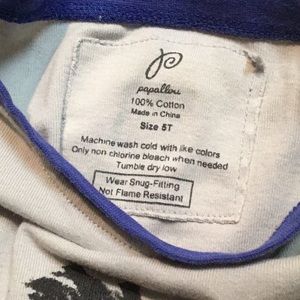 papallou
100% Cotton
Made in China
Size 5T
Machine wash cold with like colors
Only non chlorine bleach when needed
Tumble dry low
Wear Snug-Fitting
Not Flame Resistant